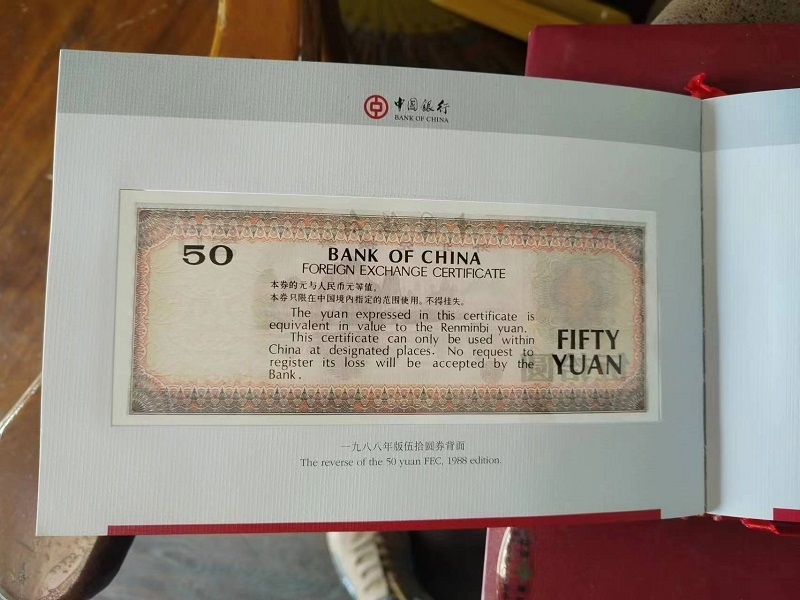 中国银行
BANK OF CHINA
50
BANK OF CHINA
FOREIGN EXCHANGE CERTIFICATE
本券的元与人民币元等值。
本券只限在中国境内指定的范围使用。不得挂失。
The yuan expressed in this certificate is
equivalent in value to the Renminbi yuan.
This certificate can only be used within
China at designated places. No request to
register its loss will be accepted by the
Bank.
FIFTY
YUAN
一九八八年版伍拾圆券背面
The reverse of the 50 yuan FEC, 1988 edition.